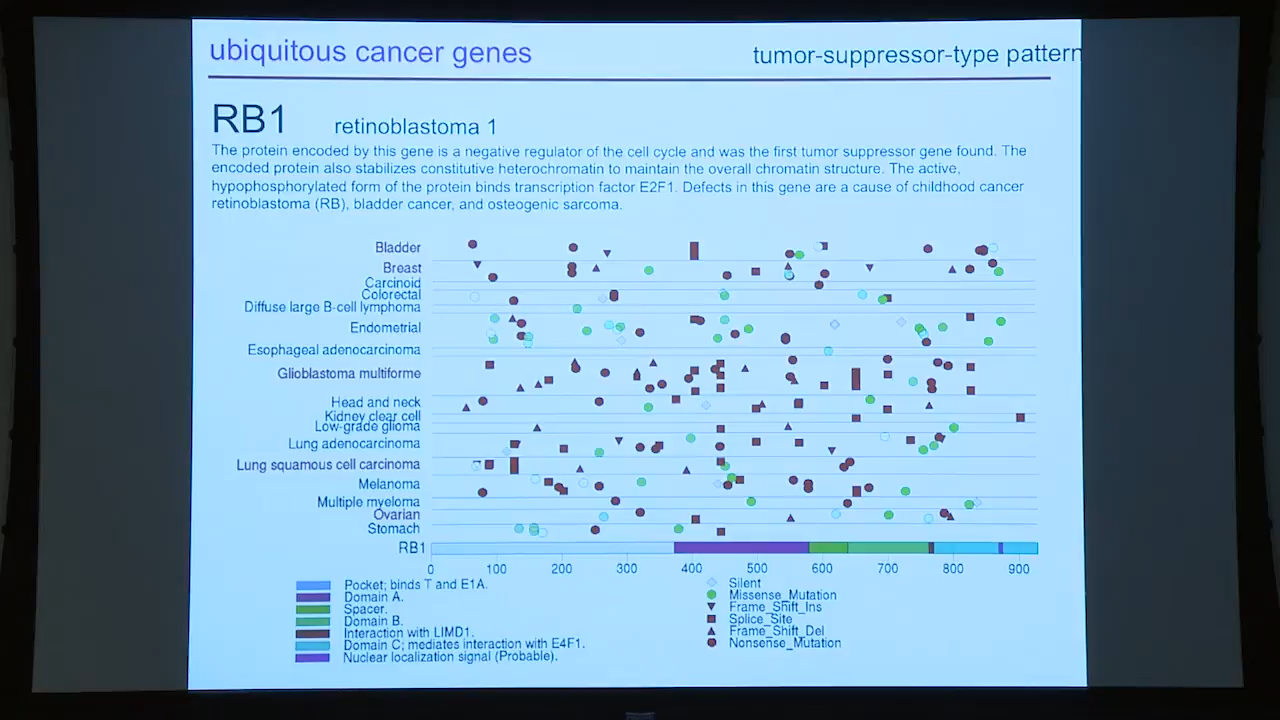 ubiquitous cancer genes
tumor-suppressor-type pattern
RB1 retinoblastoma 1
The protein encoded by this gene is a negative regulator of the cell cycle and was the first tumor suppressor gene found. The
encoded protein also stabilizes constitutive heterochromatin to maintain the overall chromatin structure. The active,
hypophosphorylated form of the protein binds transcription factor E2F1. Defects in this gene are a cause of childhood cancer
retinoblastoma (RB), bladder cancer, and osteogenic sarcoma.
Bladder
Breast
Carcinoid
Colorectal
Diffuse large B-cell lymphoma
Endometrial
Esophageal adenocarcinoma
Glioblastoma multiforme
Head and neck
Kidney clear cell
Low-grade glioma
Lung adenocarcinoma
Lung squamous cell carcinoma
Melanoma
Multiple myeloma
Ovarian
Stomach
RB1
0 100 200 300 400 500 600 700 800 900
Pocket; binds T and E1A.
Domain A.
Spacer.
Domain B.
Interaction with LIMD1.
Domain C; mediates interaction with E4F1.
Nuclear localization signal (Probable).
Silent
Missense_Mutation
Frame_Shift_Ins
Splice_Site
Frame_Shift_Del
Nonsense_Mutation